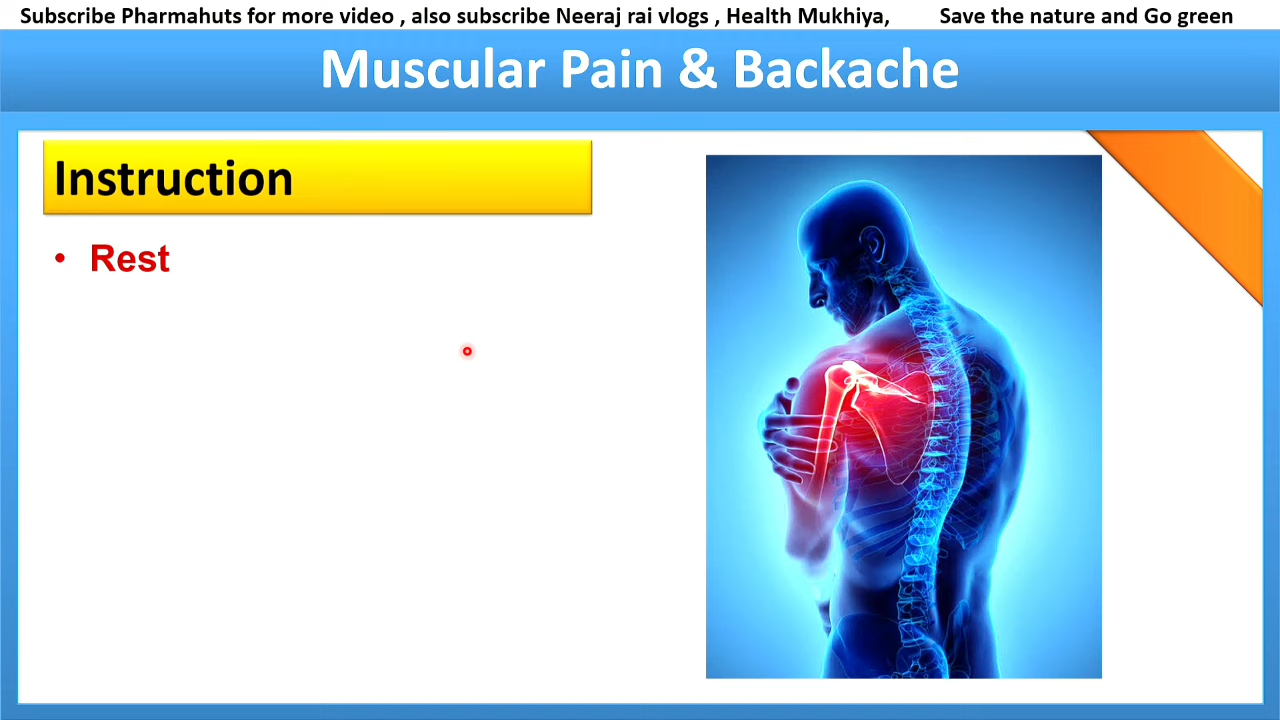 Subscribe Pharmahuts for more video , also subscribe Neeraj rai vlogs , Health Mukhiya, Save the nature and Go green
Muscular Pain & Backache
Instruction
• Rest